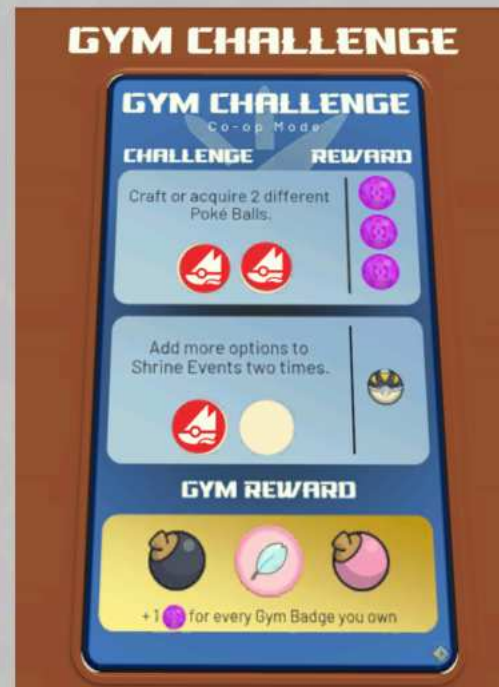 GYM CHALLENGE
GYM CHALLENGE
Co-op Mode
CHALLENGE REWARD
Craft or acquire 2 different
Poké Balls.
Add more options to
Shrine Events two times.
GYM REWARD
+1 for every Gym Badge you own